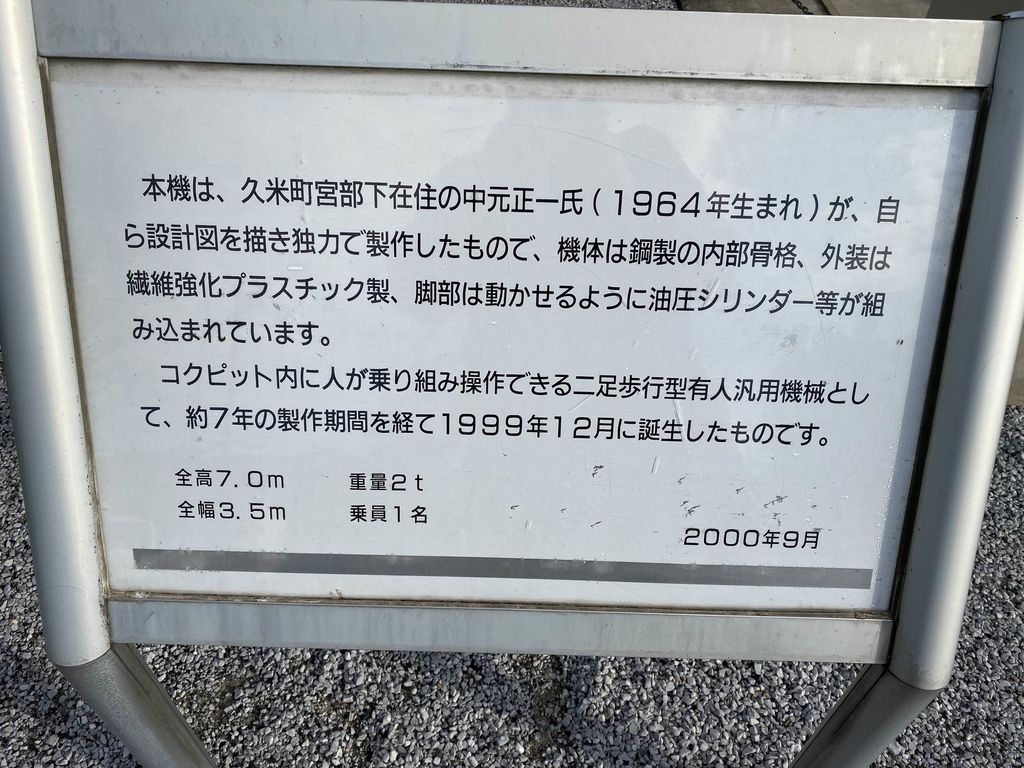 本機は、久米町宮部下在住の中元正一氏(1964年生まれ)が、自
ら設計図を描き独力で製作したもので、機体は鋼製の内部骨格、外装は
繊維強化プラスチック製、脚部は動かせるように油圧シリンダー等が組
み込まれています。
コクピット内に人が乗り組み操作できる二足歩行型有人汎用機械とし
て、約7年の製作期間を経て1999年12月に誕生したものです。
全高7.0m 重量2t
全幅3.5m 乗員1名
2000年9月